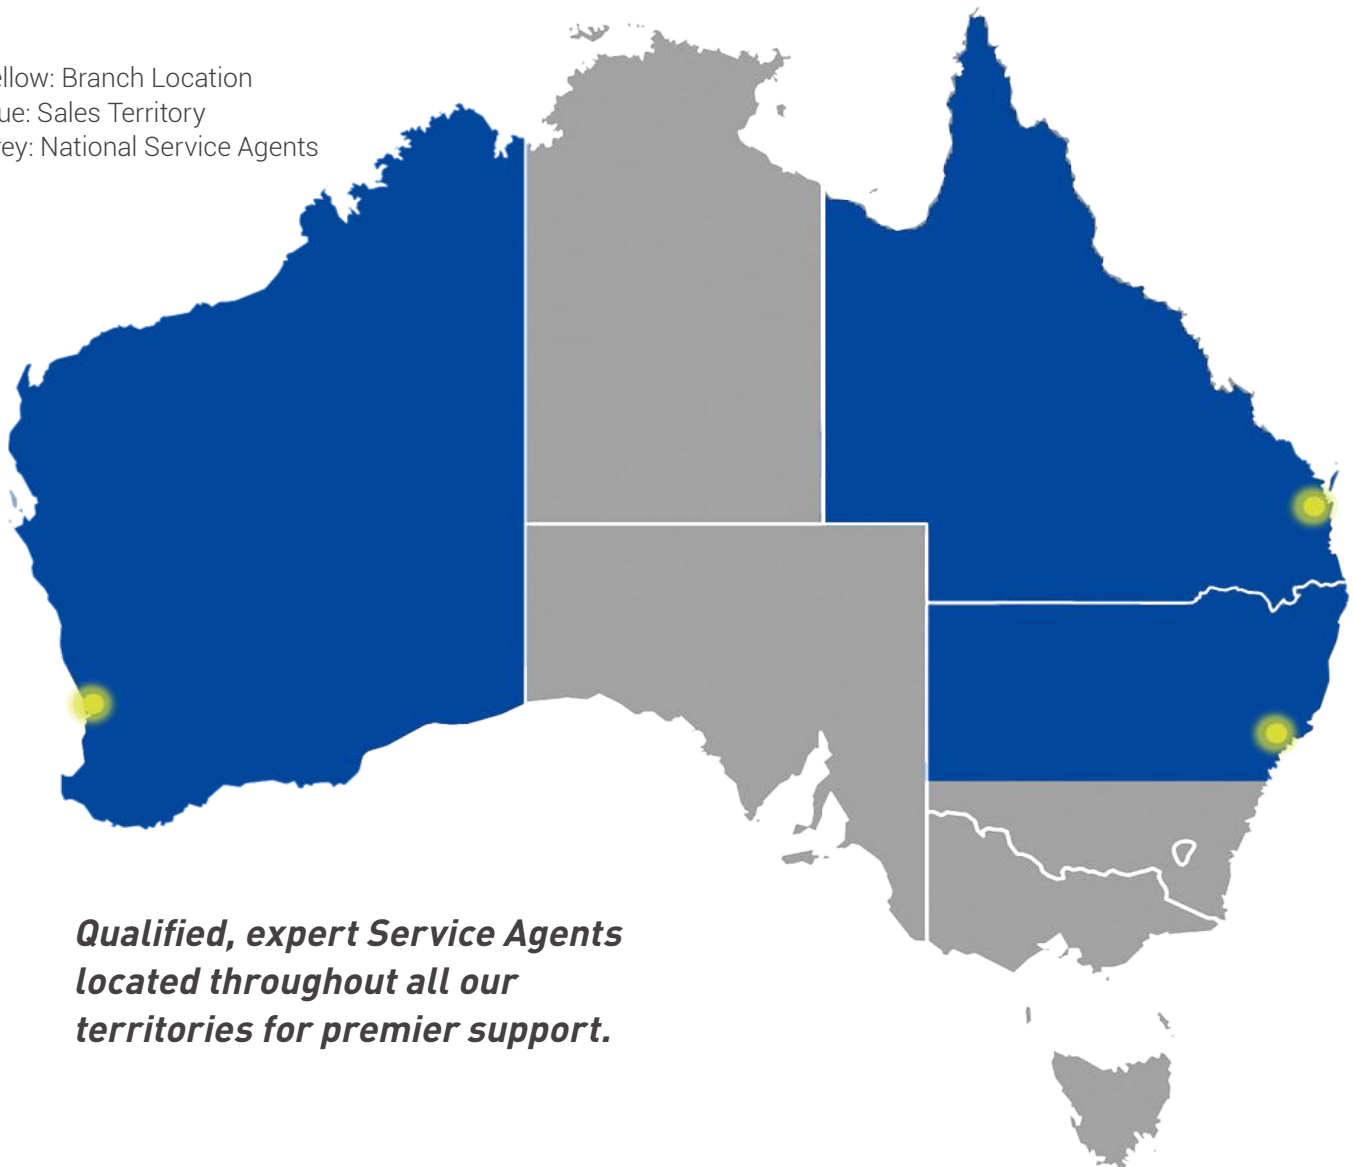 ellow: Branch Location
ue: Sales Territory
rey: National Service Agents
Qualified, expert Service Agents
located throughout all our
territories for premier support.